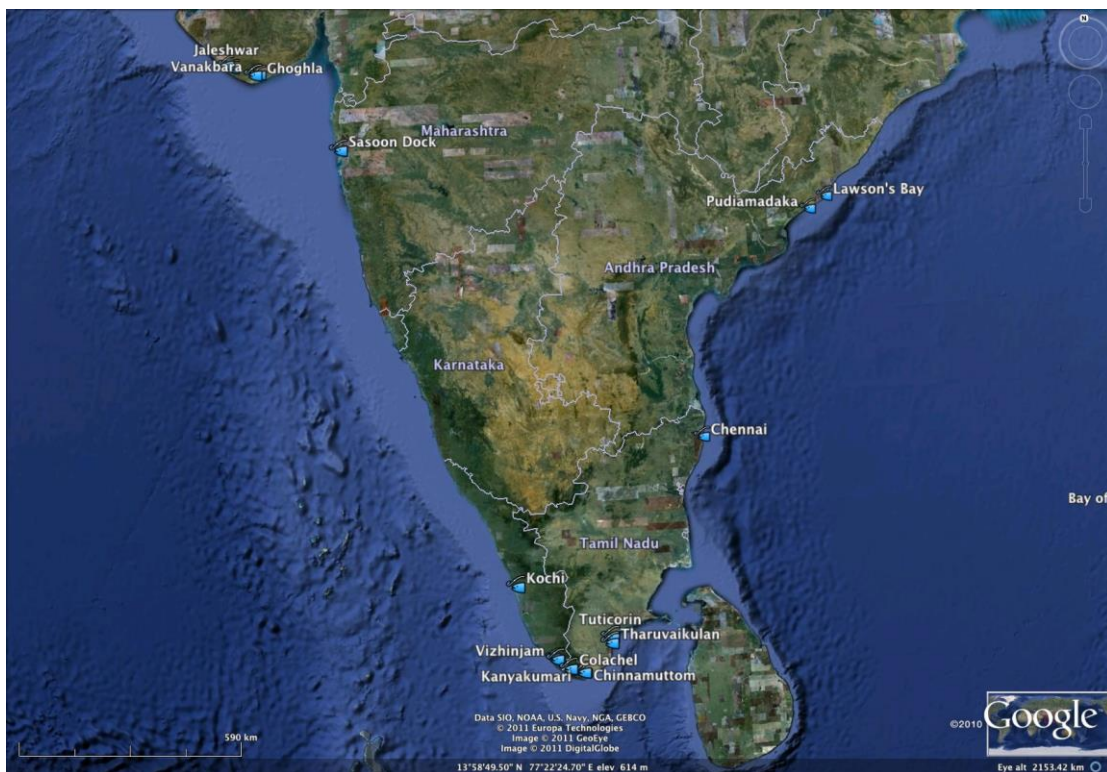 N
Jaleshwar
Vanakbara
Ghoghla
Maharashtra
Sasoon Dock
Lawson's Bay
Pudiamadaka
Andhra Pradesh
Karnataka
Chennai
Bay of
Tamil Nadu
Kochi
Tuticorin
Tharuvaikulan
Vizhinjam
Colachel
Kanyakumari
Chinnamuttom
Data SIO, NOAA, U.S. Navy, NGA, GEBCO
© 2011 Europa Technologies
Image © 2011 GeoEye
Image © 2011 DigitalGlobe
©2010 Google
590 km
13°58'49.50" N 77°22'24.70" E elev 614 m
Eye alt 2153.42 km